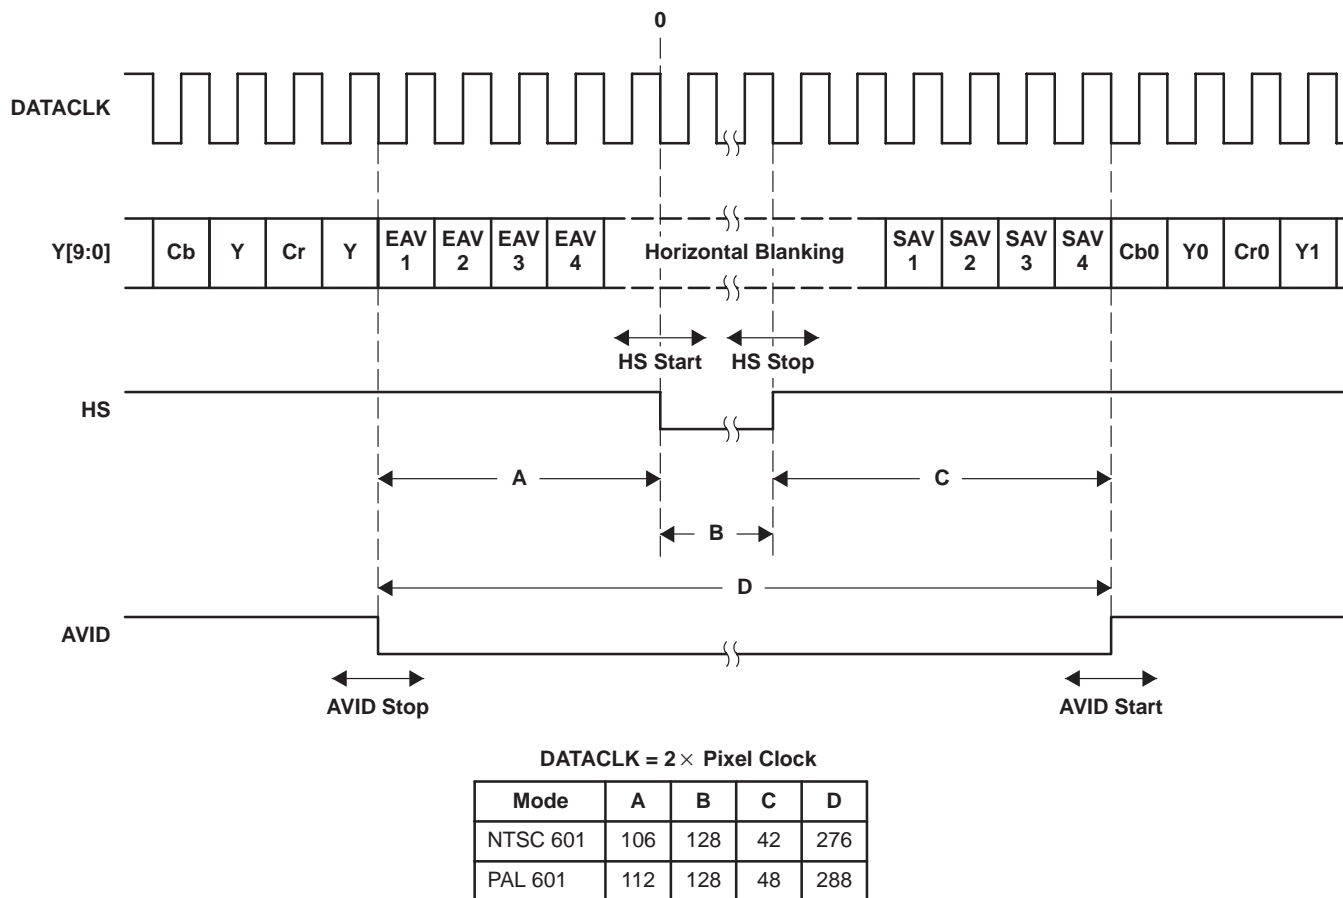 0
DATACLK
Y[9:0]
Cb Y Cr Y EAV 1 EAV 2 EAV 3 EAV 4 Horizontal Blanking SAV 1 SAV 2 SAV 3 SAV 4 Cb0 Y0 Cr0 Y1
HS Start HS Stop
HS
A C
B
D
AVID
AVID Stop AVID Start
DATACLK = 2 × Pixel Clock
Mode A B C D
NTSC 601 106 128 42 276
PAL 601 112 128 48 288